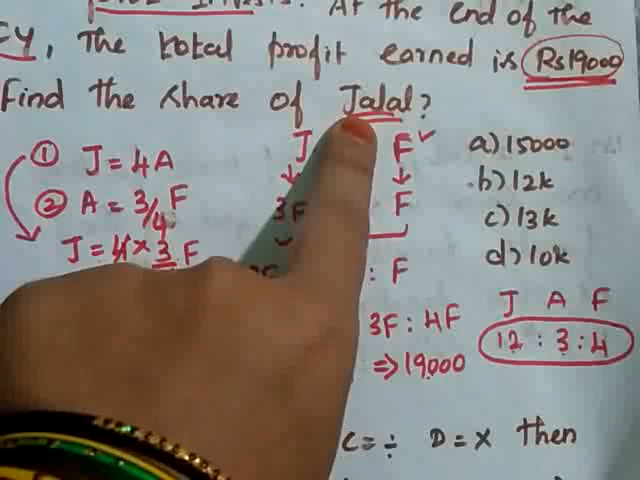 At the end of the
CY, The total profit earned is Rs19000
Find the share of Jalal?
① J = 4A
② A = 3/4 F
J = 4 × 3 F
J F ✓
3F F
: F
3F : 4F
⇒ 19000
a) 15000
b) 12k
c) 13k
d) 10k
J A F
12 : 3 : 4
C = ÷ D = × then